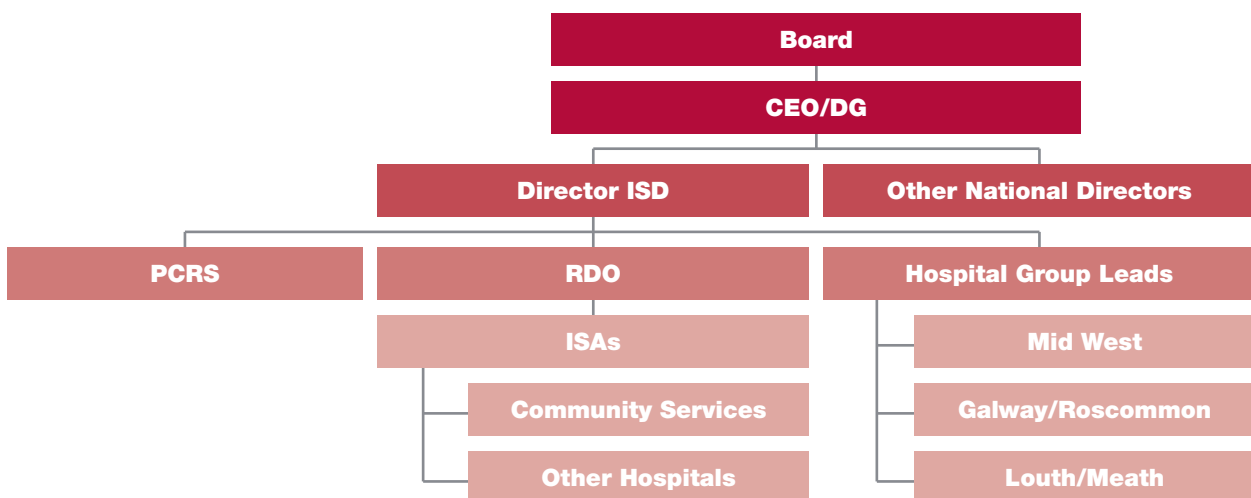 Board
CEO/DG
Director ISD
Other National Directors
PCRS
RDO
Hospital Group Leads
ISAs
Mid West
Community Services
Galway/Roscommon
Other Hospitals
Louth/Meath